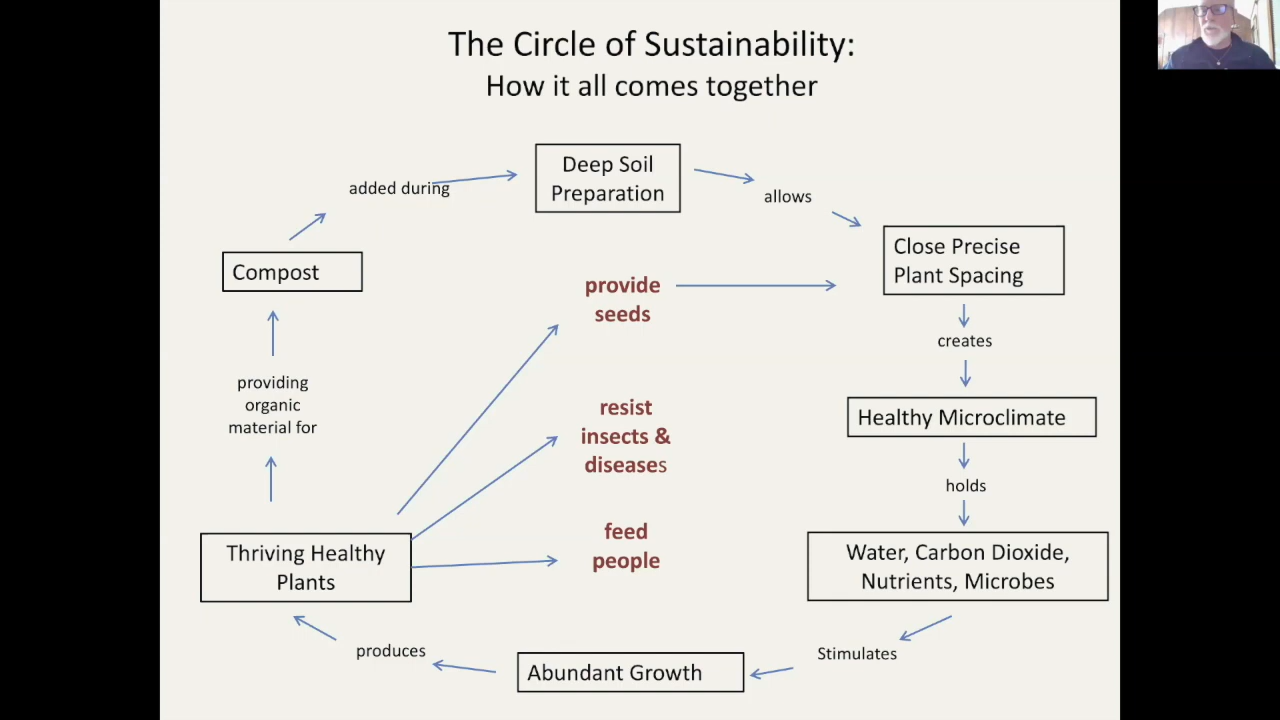 The Circle of Sustainability:
How it all comes together
Deep Soil
Preparation
added during
allows
Close Precise
Plant Spacing
Compost
provide
seeds
creates
providing
organic
material for
resist
insects &
diseases
Healthy Microclimate
holds
feed
people
Thriving Healthy
Plants
Water, Carbon Dioxide,
Nutrients, Microbes
produces
Stimulates
Abundant Growth